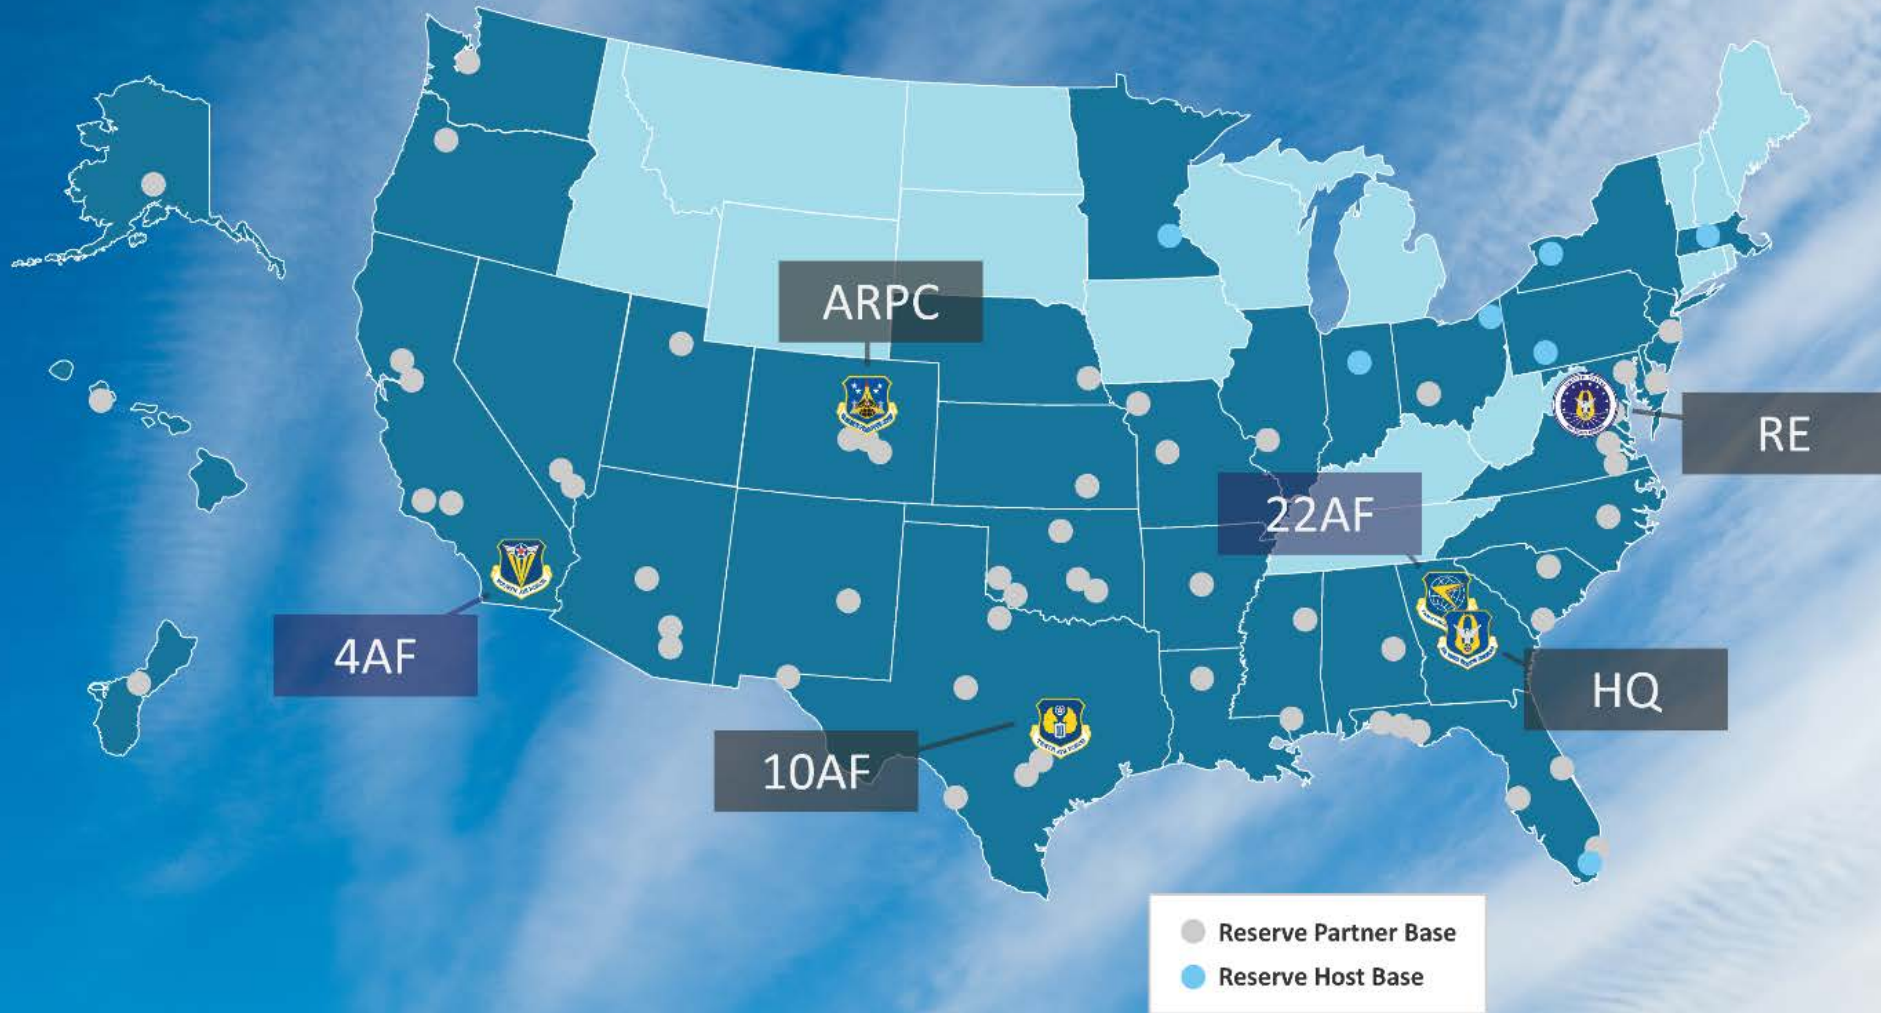 ARPC
RE
22AF
4AF
HQ
10AF
Reserve Partner Base
Reserve Host Base